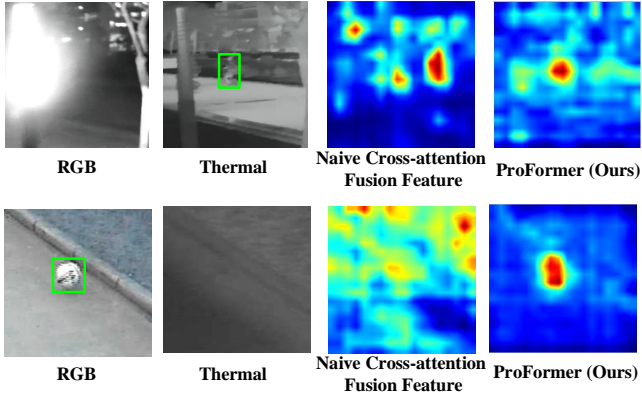 RGB
Thermal
Naive Cross-attention
Fusion Feature
ProFormer (Ours)
RGB
Thermal
Naive Cross-attention
Fusion Feature
ProFormer (Ours)